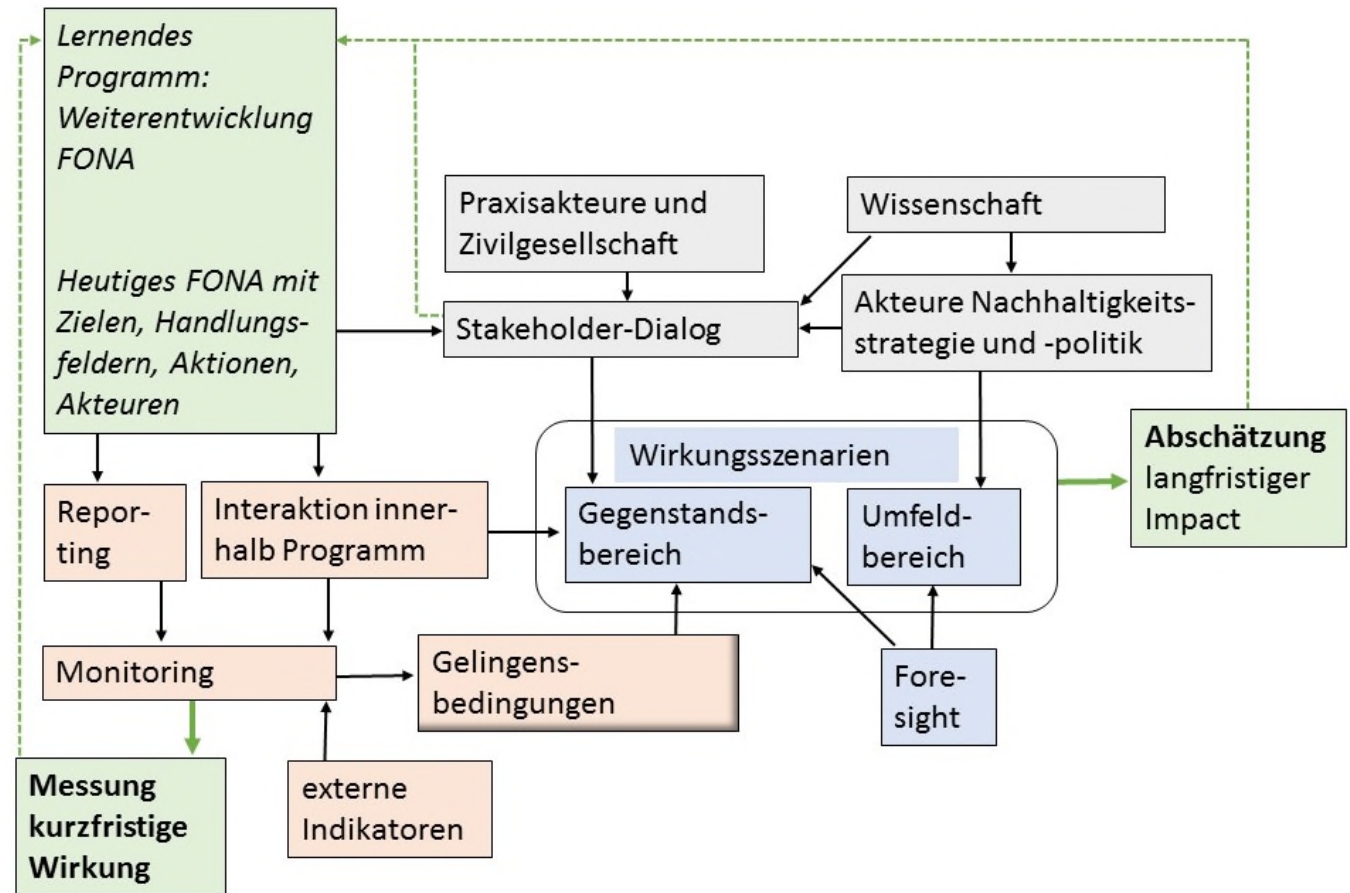 Lernendes
Programm:
Weiterentwicklung
FONA
Heutiges FONA mit
Zielen, Handlungs-
feldern, Aktionen,
Akteuren
Praxisakteure und
Zivilgesellschaft
Wissenschaft
Stakeholder-Dialog
Akteure Nachhaltigkeits-
strategie und -politik
Wirkungsszenarien
Abschätzung
langfristiger
Impact
Repor-
ting
Interaktion inner-
halb Programm
Gegenstands-
bereich
Umfeld-
bereich
Monitoring
Gelingens-
bedingungen
Fore-
sight
Messung
kurzfristige
Wirkung
externe
Indikatoren